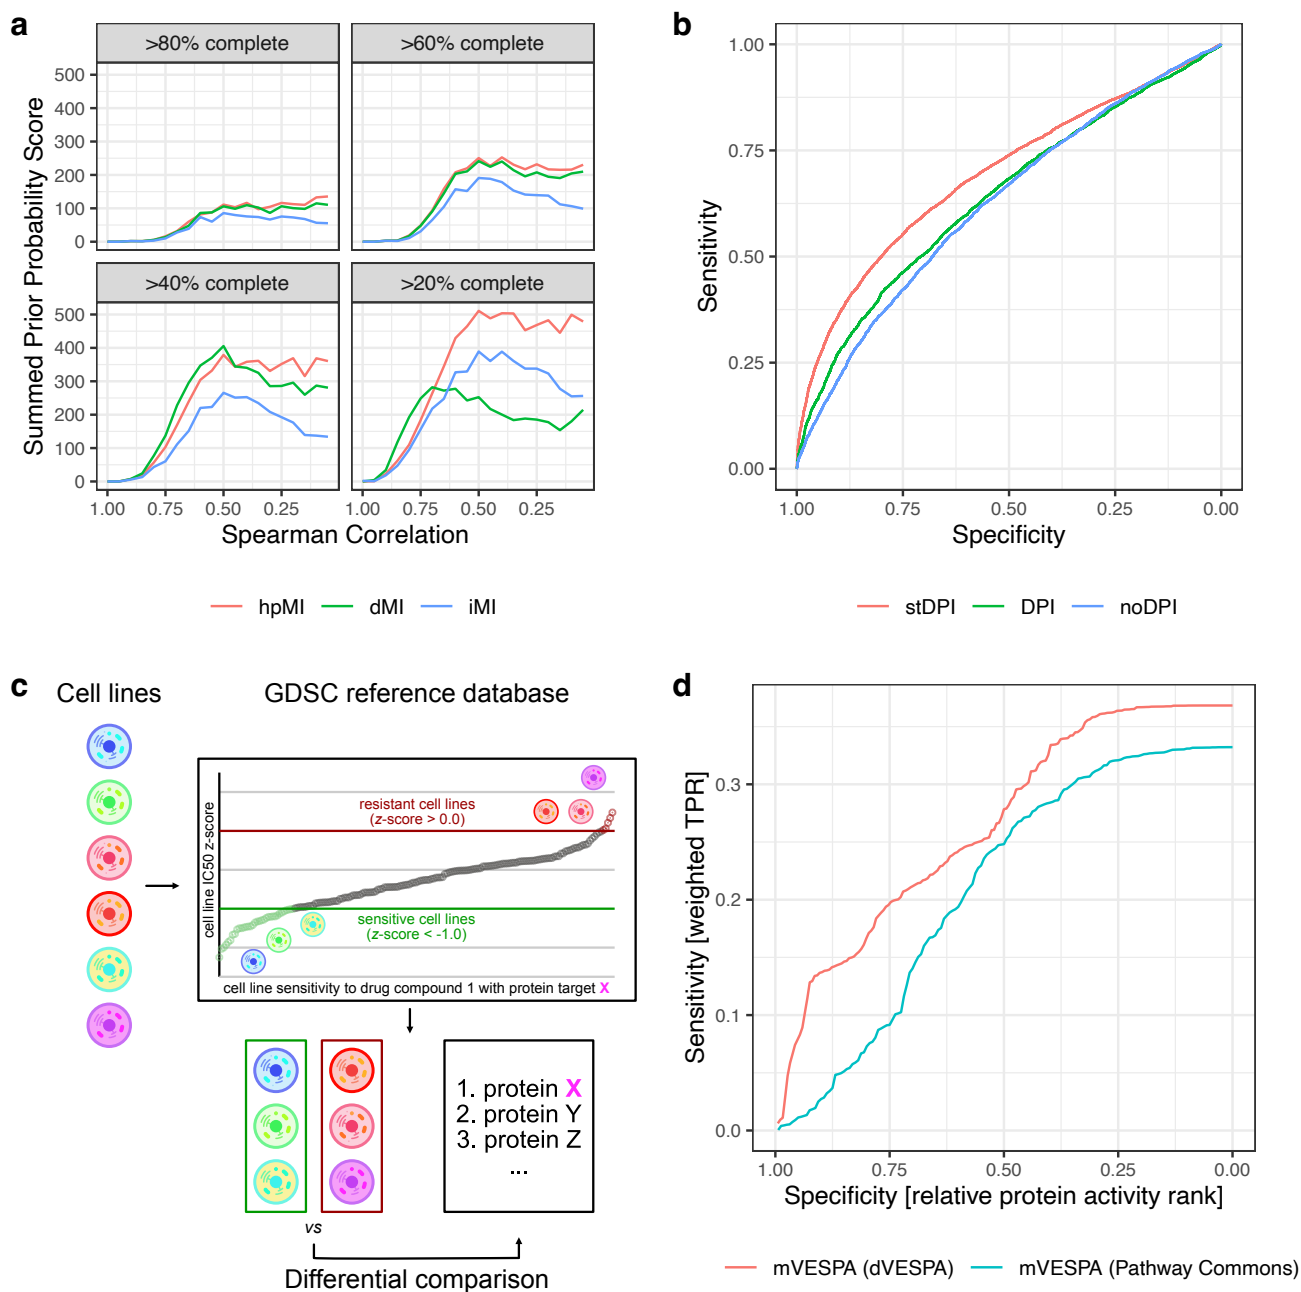 a
>80% complete
>60% complete
500
400
300
200
100
0
>40% complete
>20% complete
500
400
300
200
100
0
1.00 0.75 0.50 0.25
1.00 0.75 0.50 0.25
Summed Prior Probability Score
Spearman Correlation
hpMI dMI iMI
b
1.00
0.75
0.50
0.25
0.00
Sensitivity
1.00 0.75 0.50 0.25 0.00
Specificity
stDPI DPI noDPI
c
Cell lines
GDSC reference database
cell line IC50 z-score
resistant cell lines
(z-score > 0.0)
sensitive cell lines
(z-score < -1.0)
cell line sensitivity to drug compound 1 with protein target X
1. protein X
2. protein Y
3. protein Z
...
vs
Differential comparison
d
0.3
0.2
0.1
0.0
Sensitivity [weighted TPR]
1.00 0.75 0.50 0.25 0.00
Specificity [relative protein activity rank]
mVESPA (dVESPA) mVESPA (Pathway Commons)